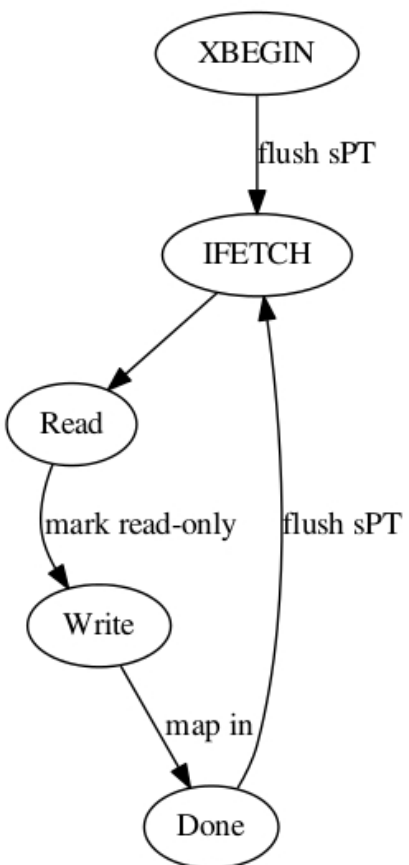 XBEGIN
flush sPT
IFETCH
Read
mark read-only
flush sPT
Write
map in
Done